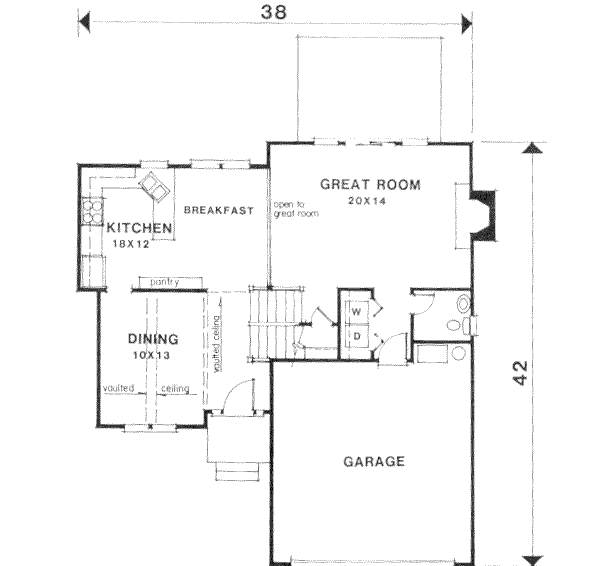 38
GREAT ROOM
20X14
BREAKFAST
open to
great room
KITCHEN
18X12
pantry
W
D
vaulted ceiling
DINING
10X13
vaulted
ceiling
42
GARAGE